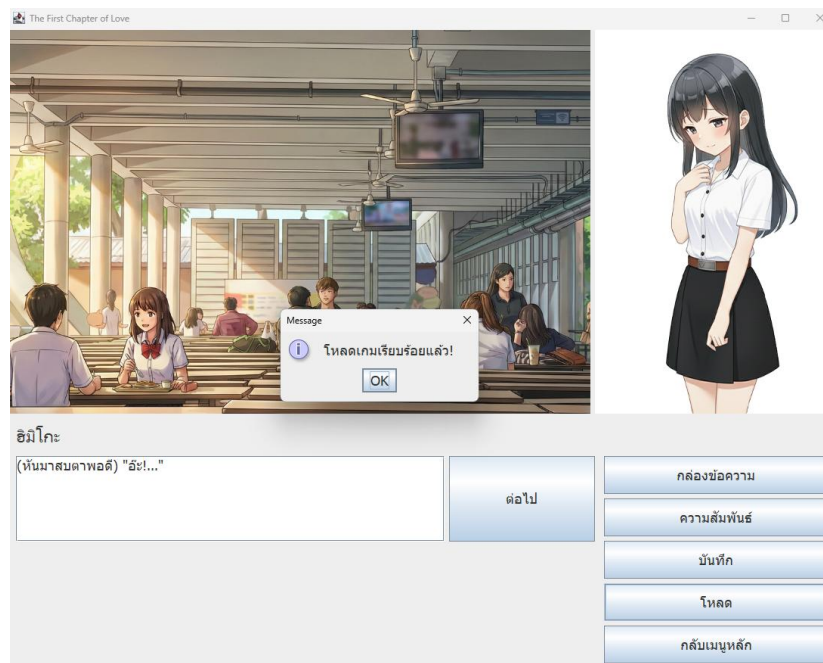 The First Chapter of Love
Message
โหลดเกมเรียบร้อยแล้ว!
OK
ฮิมิโกะ
(หันมาสบตาพอดี) "อ๊ะ!..."
ต่อไป
กล่องข้อความ
ความสัมพันธ์
บันทึก
โหลด
กลับเมนูหลัก